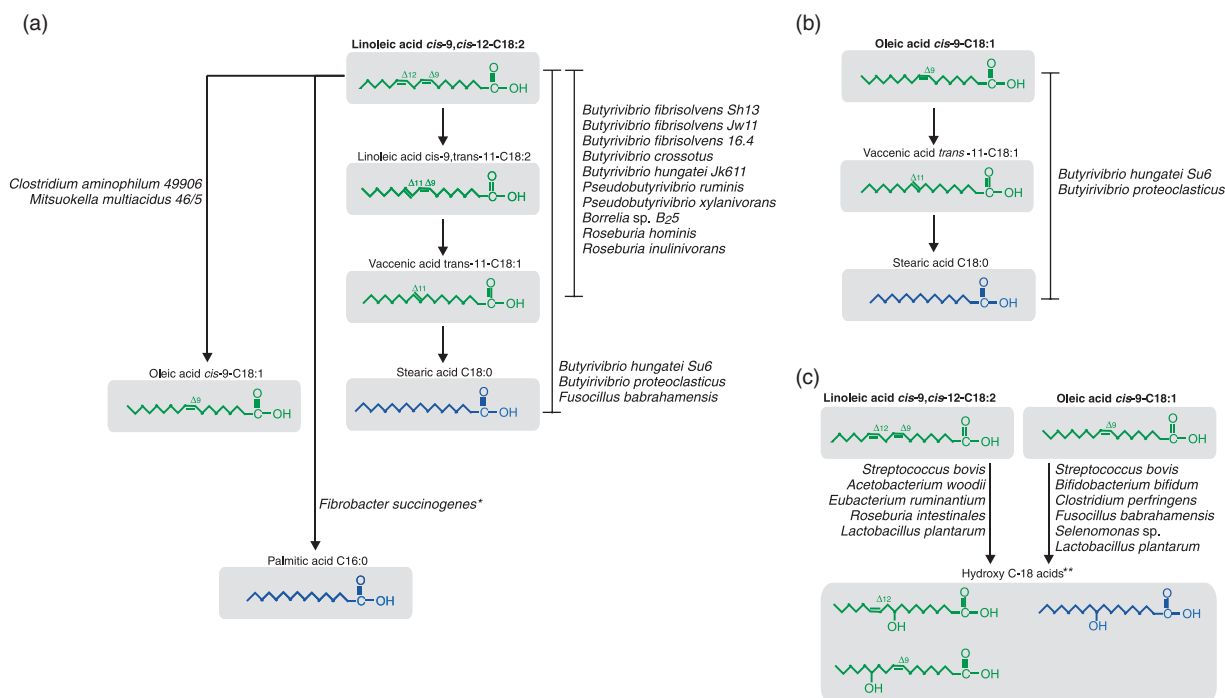 (a)
Linoleic acid cis-9,cis-12-C18:2
Δ12
Δ9
O
C
OH
Linoleic acid cis-9,trans-11-C18:2
Δ11
Δ9
O
C
OH
Vaccenic acid trans-11-C18:1
Δ11
O
C
OH
Stearic acid C18:0
O
C
OH
Clostridium aminophilum 49906
Mitsuokella multiacidus 46/5
Oleic acid cis-9-C18:1
Δ9
O
C
OH
Fibrobacter succinogenes*
Palmitic acid C16:0
O
C
OH
Butyrivibrio fibrisolvens Sh13
Butyrivibrio fibrisolvens Jw11
Butyrivibrio fibrisolvens 16.4
Butyrivibrio crossotus
Butyrivibrio hungatei Jk611
Pseudobutyrivibrio ruminis
Pseudobutyrivibrio xylanivorans
Borrelia sp. B25
Roseburia hominis
Roseburia inulinivorans
Butyrivibrio hungatei Su6
Butyirivibrio proteoclasticus
Fusocillus babrahamensis
(b)
Oleic acid cis-9-C18:1
Δ9
O
C
OH
Vaccenic acid trans -11-C18:1
Δ11
O
C
OH
Stearic acid C18:0
O
C
OH
Butyrivibrio hungatei Su6
Butyirivibrio proteoclasticus
(c)
Linoleic acid cis-9,cis-12-C18:2
Δ12
Δ9
O
C
OH
Oleic acid cis-9-C18:1
Δ9
O
C
OH
Streptococcus bovis
Acetobacterium woodii
Eubacterium ruminantium
Roseburia intestinales
Lactobacillus plantarum
Streptococcus bovis
Bifidobacterium bifidum
Clostridium perfringens
Fusocillus babrahamensis
Selenomonas sp.
Lactobacillus plantarum
Hydroxy C-18 acids**
Δ12
OH
O
C
OH
OH
O
C
OH
Δ9
OH
O
C
OH